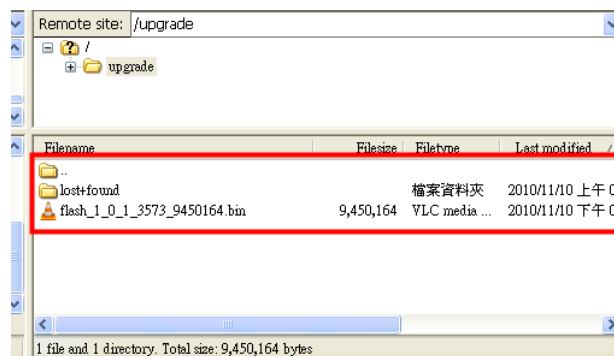 Remote site: /upgrade
/
upgrade
Filename Filesize Filetype Last modified
..
lost+found 檔案資料夾 2010/11/10 上午
flash_1_0_1_3573_9450164.bin 9,450,164 VLC media ... 2010/11/10 下午
1 file and 1 directory. Total size: 9,450,164 bytes